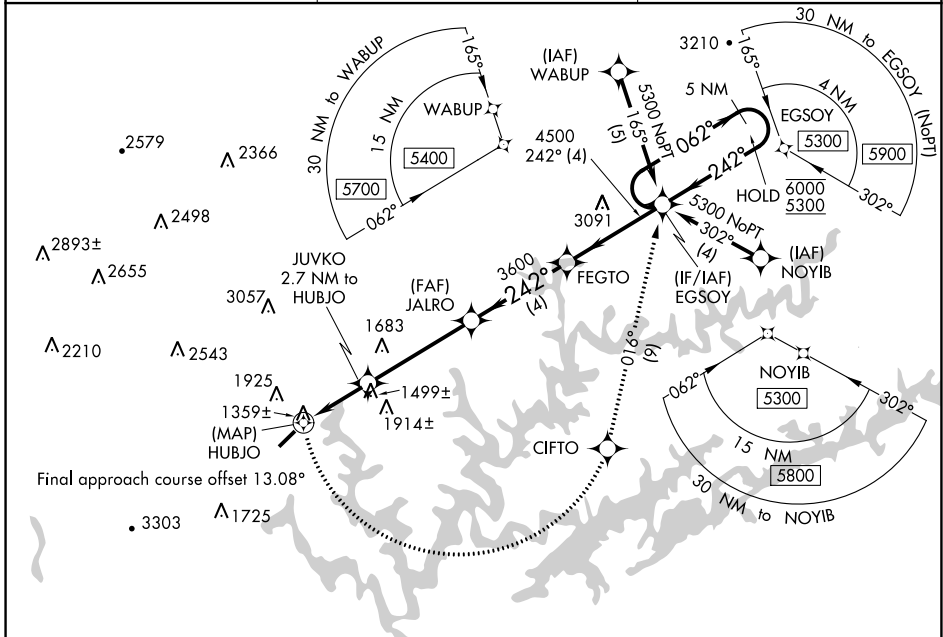 30 NM to WABUP
165°
15 NM
WABUP
5400
5700
062°
(IAF)
WABUP
5300 NoPT
165°
(5)
3210
165°
30 NM to EGSOY
(NoPT)
4 NM
EGSOY
5300
5900
302°
5 NM
062°
242°
HOLD
6000
5300
4500
242° (4)
3091
5300 NoPT
302°
(4)
(IAF)
NOYIB
(IF/IAF)
EGSOY
FEGTO
3600
242°
(4)
(FAF)
JALRO
JUVKO
2.7 NM to
HUBJO
2579
2366
2498
2893±
2655
3057
2210
2543
1683
1925
1499±
1359±
1914±
(MAP)
HUBJO
Final approach course offset 13.08°
1725
3303
CIFTO
016°
(9)
062°
NOYIB
5300
302°
15 NM
5800
30 NM to NOYIB